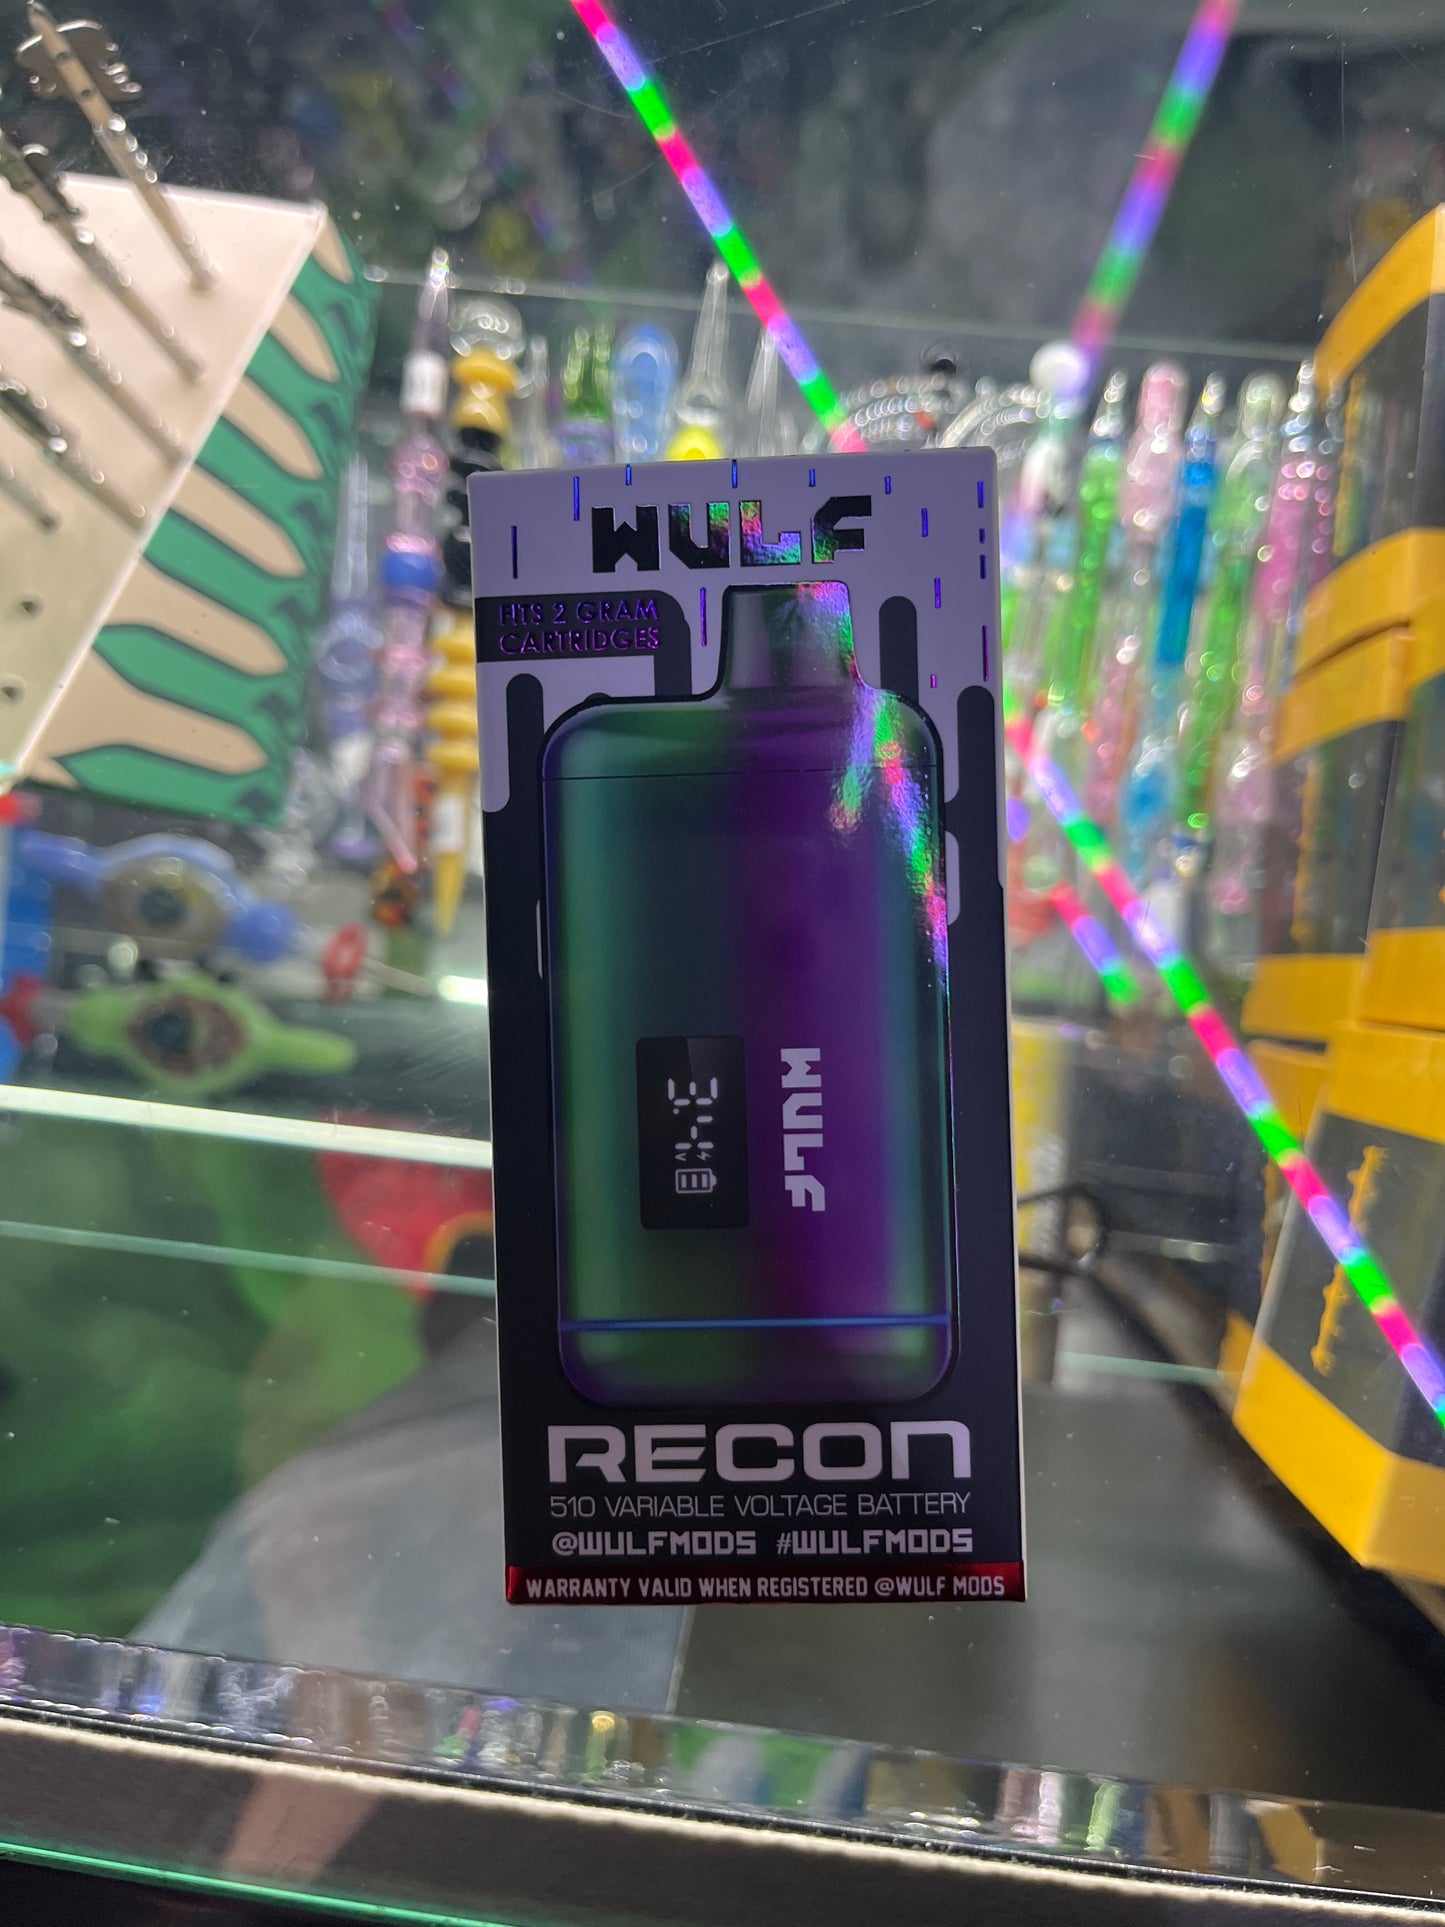 WULF
FITS 2 GRAM
CARTRIDGES
WULF
RECON
510 VARIABLE VOLTAGE BATTERY
@WULFMODS #WULFMODS
WARRANTY VALID WHEN REGISTERED @WULF MODS